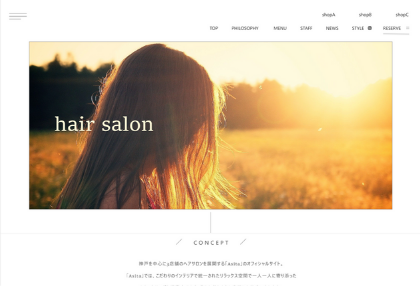 shopA shopB shopC
TOP PHILOSOPHY MENU STAFF NEWS STYLE RESERVE
hair salon
CONCEPT
神戸を中心に3店舗のヘアサロンを展開する「Astte」のオフィシャルサイト。
「Astte」では、こだわりのインテリアで統一されたリラックス空間で一人一人に寄り添った